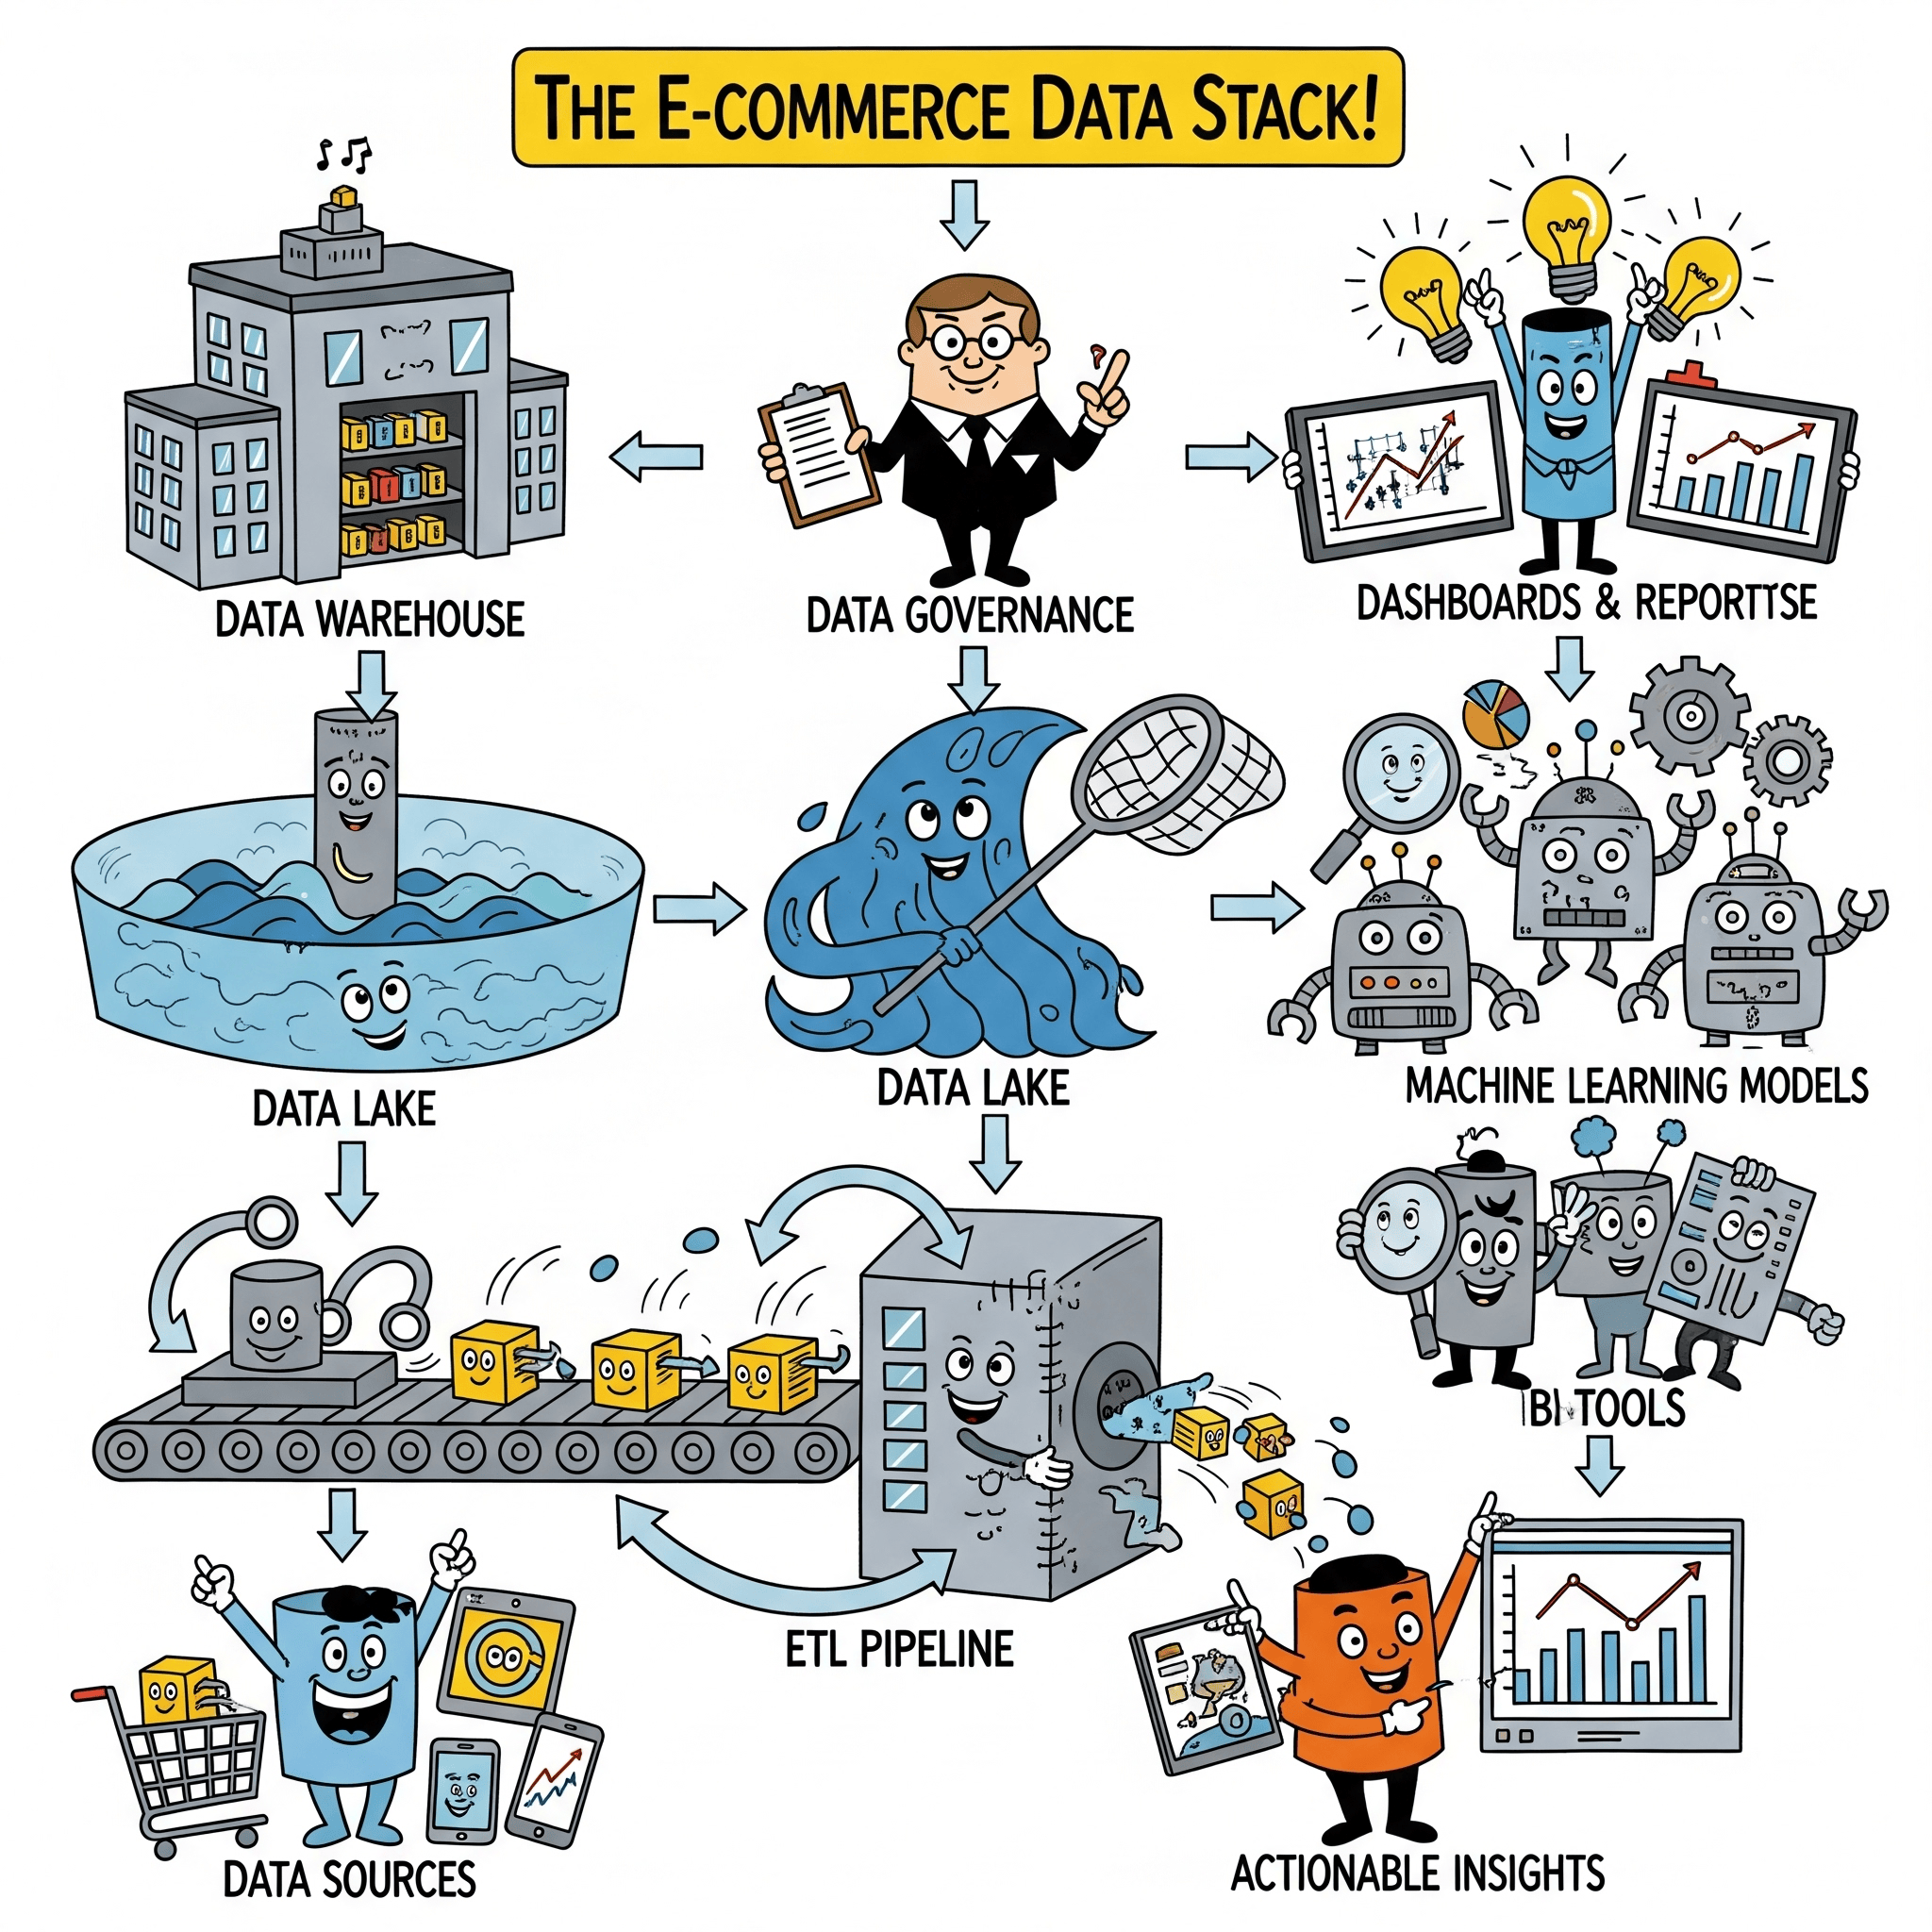 THE E-COMMERCE DATA STACK!
DATA WAREHOUSE
DATA GOVERNANCE
DASHBOARDS & REPORTTSE
DATA LAKE
DATA LAKE
MACHINE LEARNING MODELS
BI TOOLS
ETL PIPELINE
DATA SOURCES
ACTIONABLE INSIGHTS